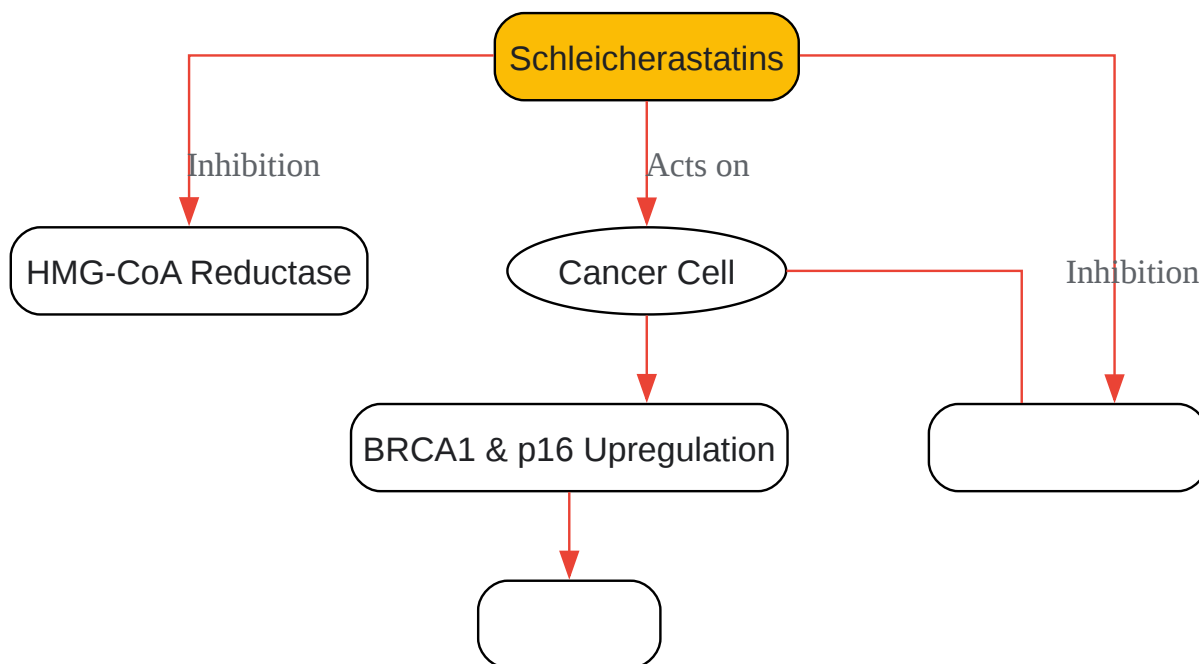 Schleicherastatins
Inhibition
Acts on
HMG-CoA Reductase
Cancer Cell
Inhibition
BRCA1 & p16 Upregulation